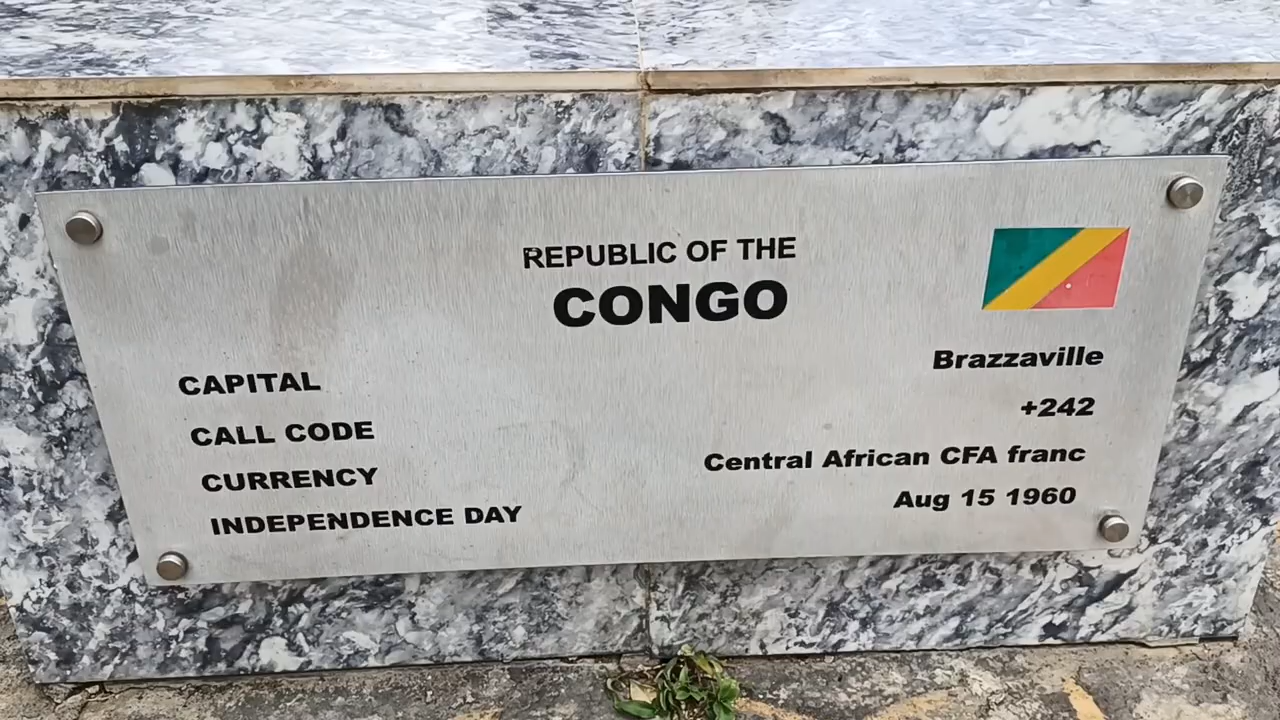 REPUBLIC OF THE
CONGO
CAPITAL Brazzaville
CALL CODE +242
CURRENCY Central African CFA franc
INDEPENDENCE DAY Aug 15 1960